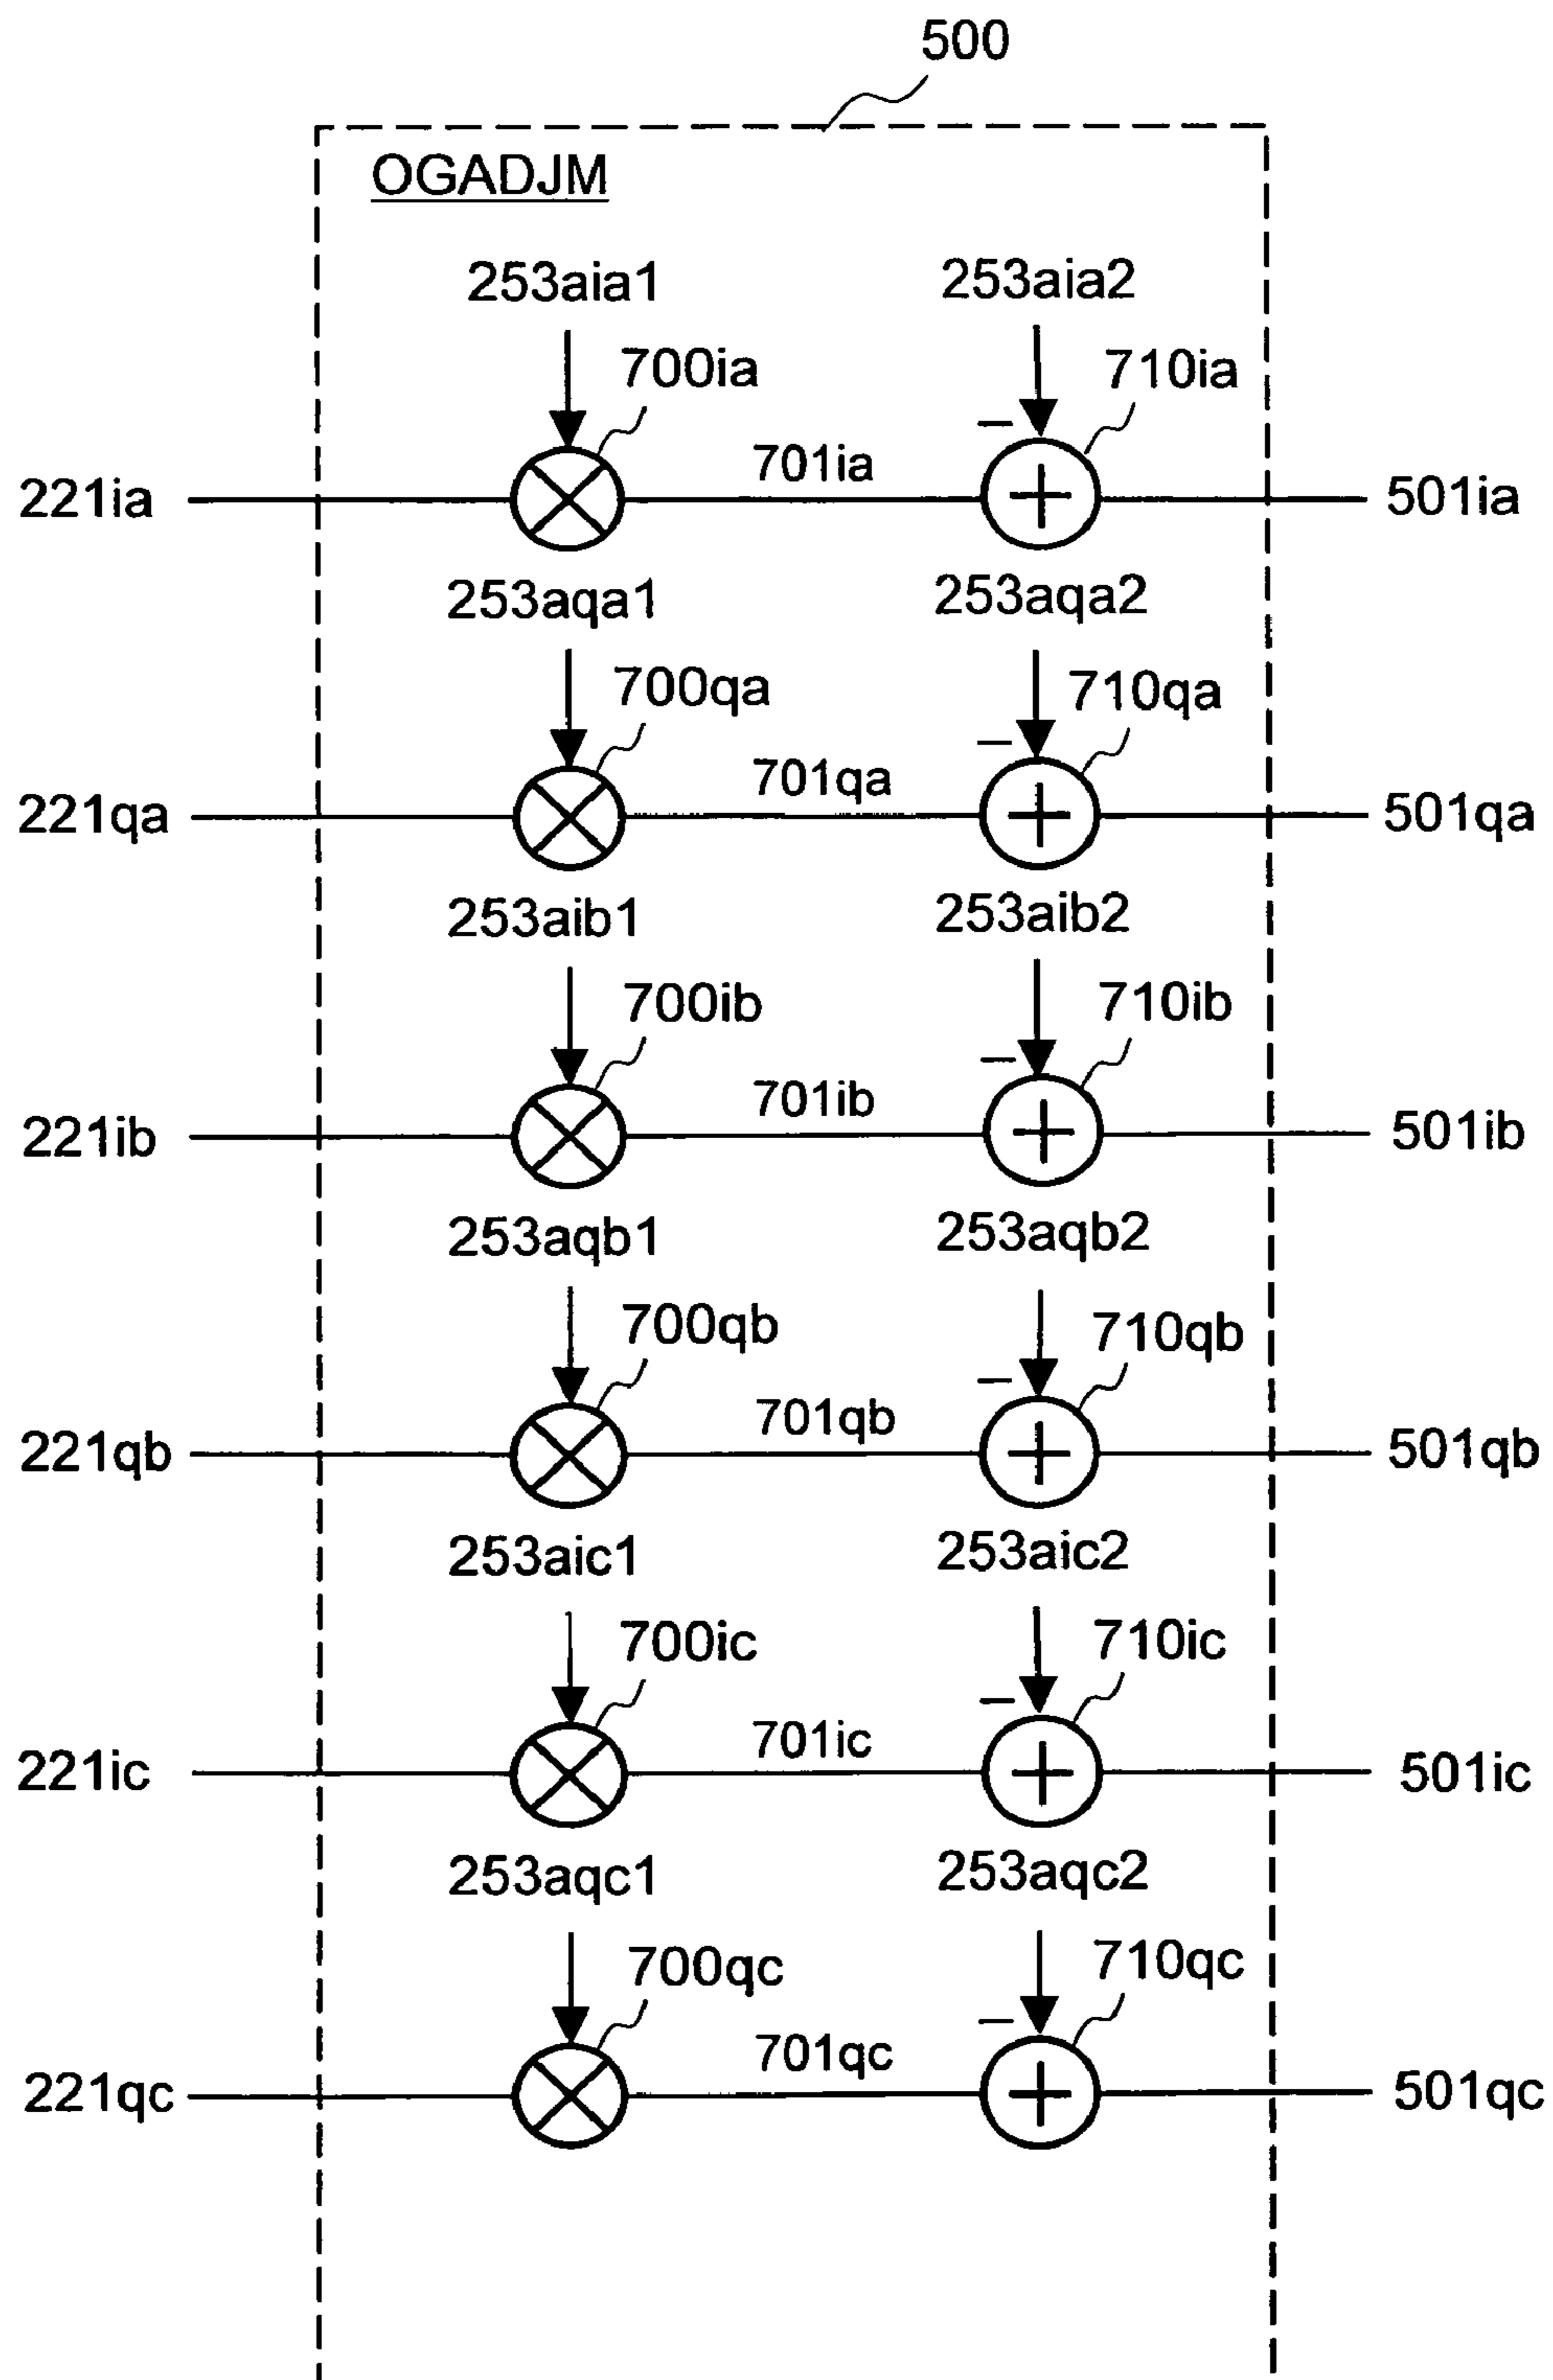 500
OGADJM
253aia1 253aia2
700ia 710ia
221ia 701ia 501ia
253aqa1 253aqa2
700qa 710qa
221qa 701qa 501qa
253aib1 253aib2
700ib 710ib
221ib 701ib 501ib
253aqb1 253aqb2
700qb 710qb
221qb 701qb 501qb
253aic1 253aic2
700ic 710ic
221ic 701ic 501ic
253aqc1 253aqc2
700qc 710qc
221qc 701qc 501qc